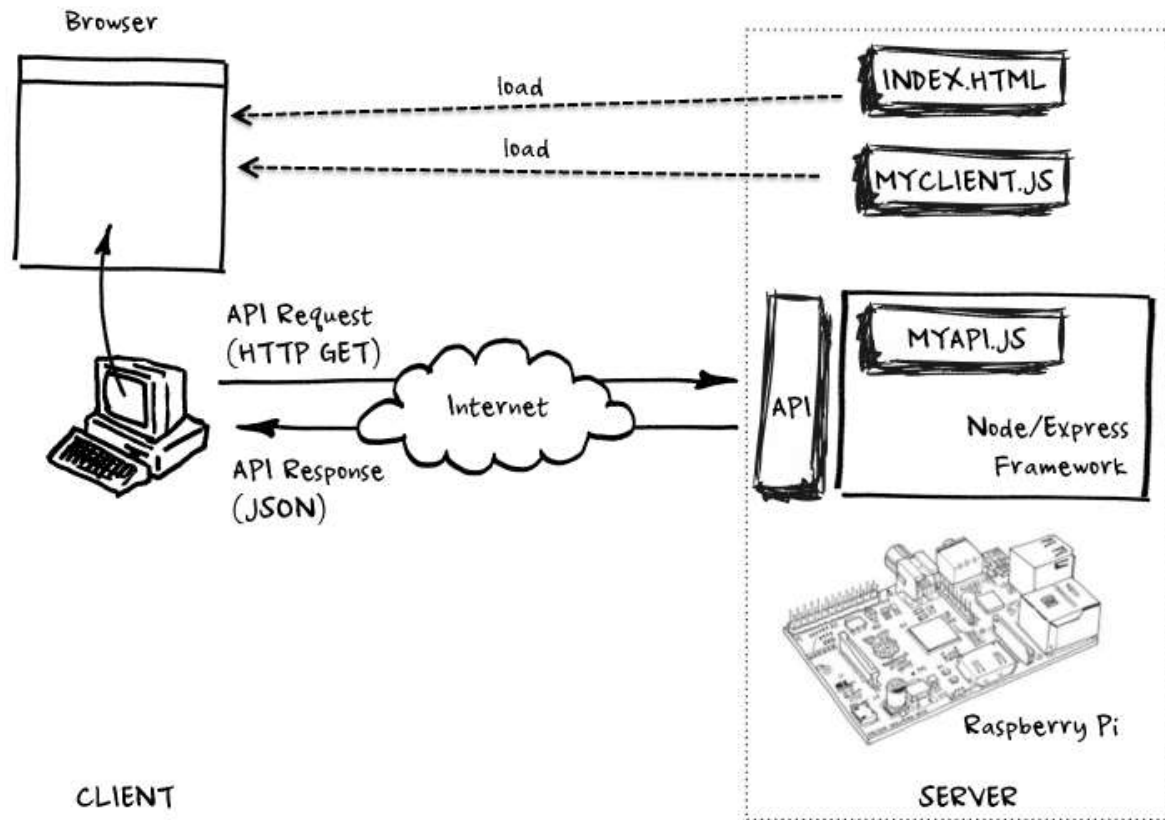 Browser
load
INDEX.HTML
load
MYCLIENT.JS
API Request
(HTTP GET)
Internet
API Response
(JSON)
API
MYAPI.JS
Node/Express
Framework
Raspberry Pi
CLIENT
SERVER